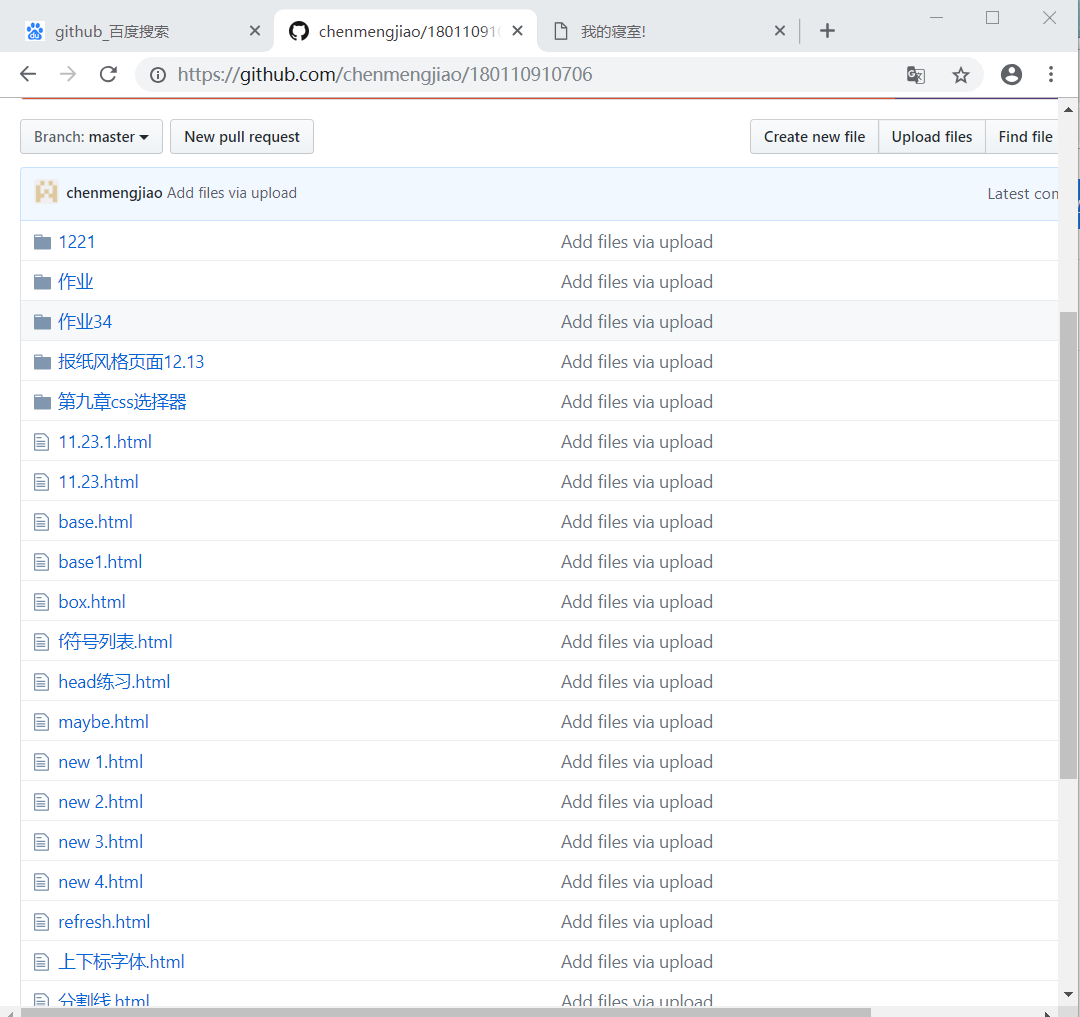 github_百度搜索
chenmengjiao/18011091
我的寝室!
https://github.com/chenmengjiao/180110910706
Branch: master
New pull request
Create new file
Upload files
Find file
chenmengjiao Add files via upload
Latest com
1221 Add files via upload
作业 Add files via upload
作业34 Add files via upload
报纸风格页面12.13 Add files via upload
第九章css选择器 Add files via upload
11.23.1.html Add files via upload
11.23.html Add files via upload
base.html Add files via upload
base1.html Add files via upload
box.html Add files via upload
f符号列表.html Add files via upload
head练习.html Add files via upload
maybe.html Add files via upload
new 1.html Add files via upload
new 2.html Add files via upload
new 3.html Add files via upload
new 4.html Add files via upload
refresh.html Add files via upload
上下标字体.html Add files via upload
分割线.html Add files via upload